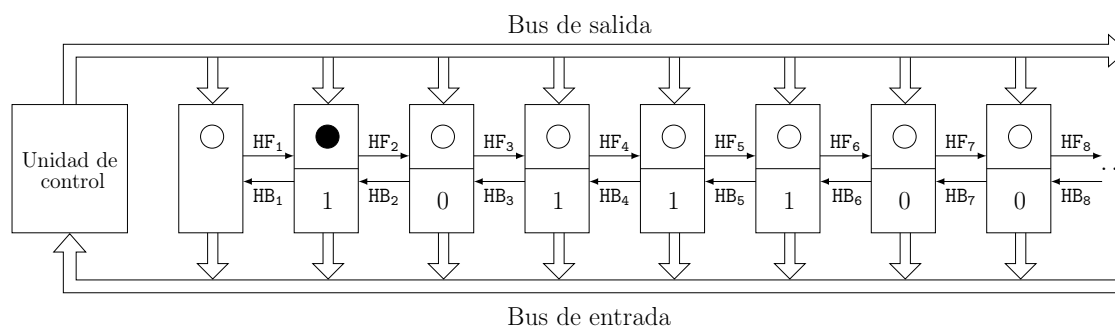 Bus de salida
HF₁ HF₂ HF₃ HF₄ HF₅ HF₆ HF₇ HF₈
Unidad de
control
HB₁ HB₂ HB₃ HB₄ HB₅ HB₆ HB₇ HB₈ ...
1 0 1 1 1 0 0
Bus de entrada